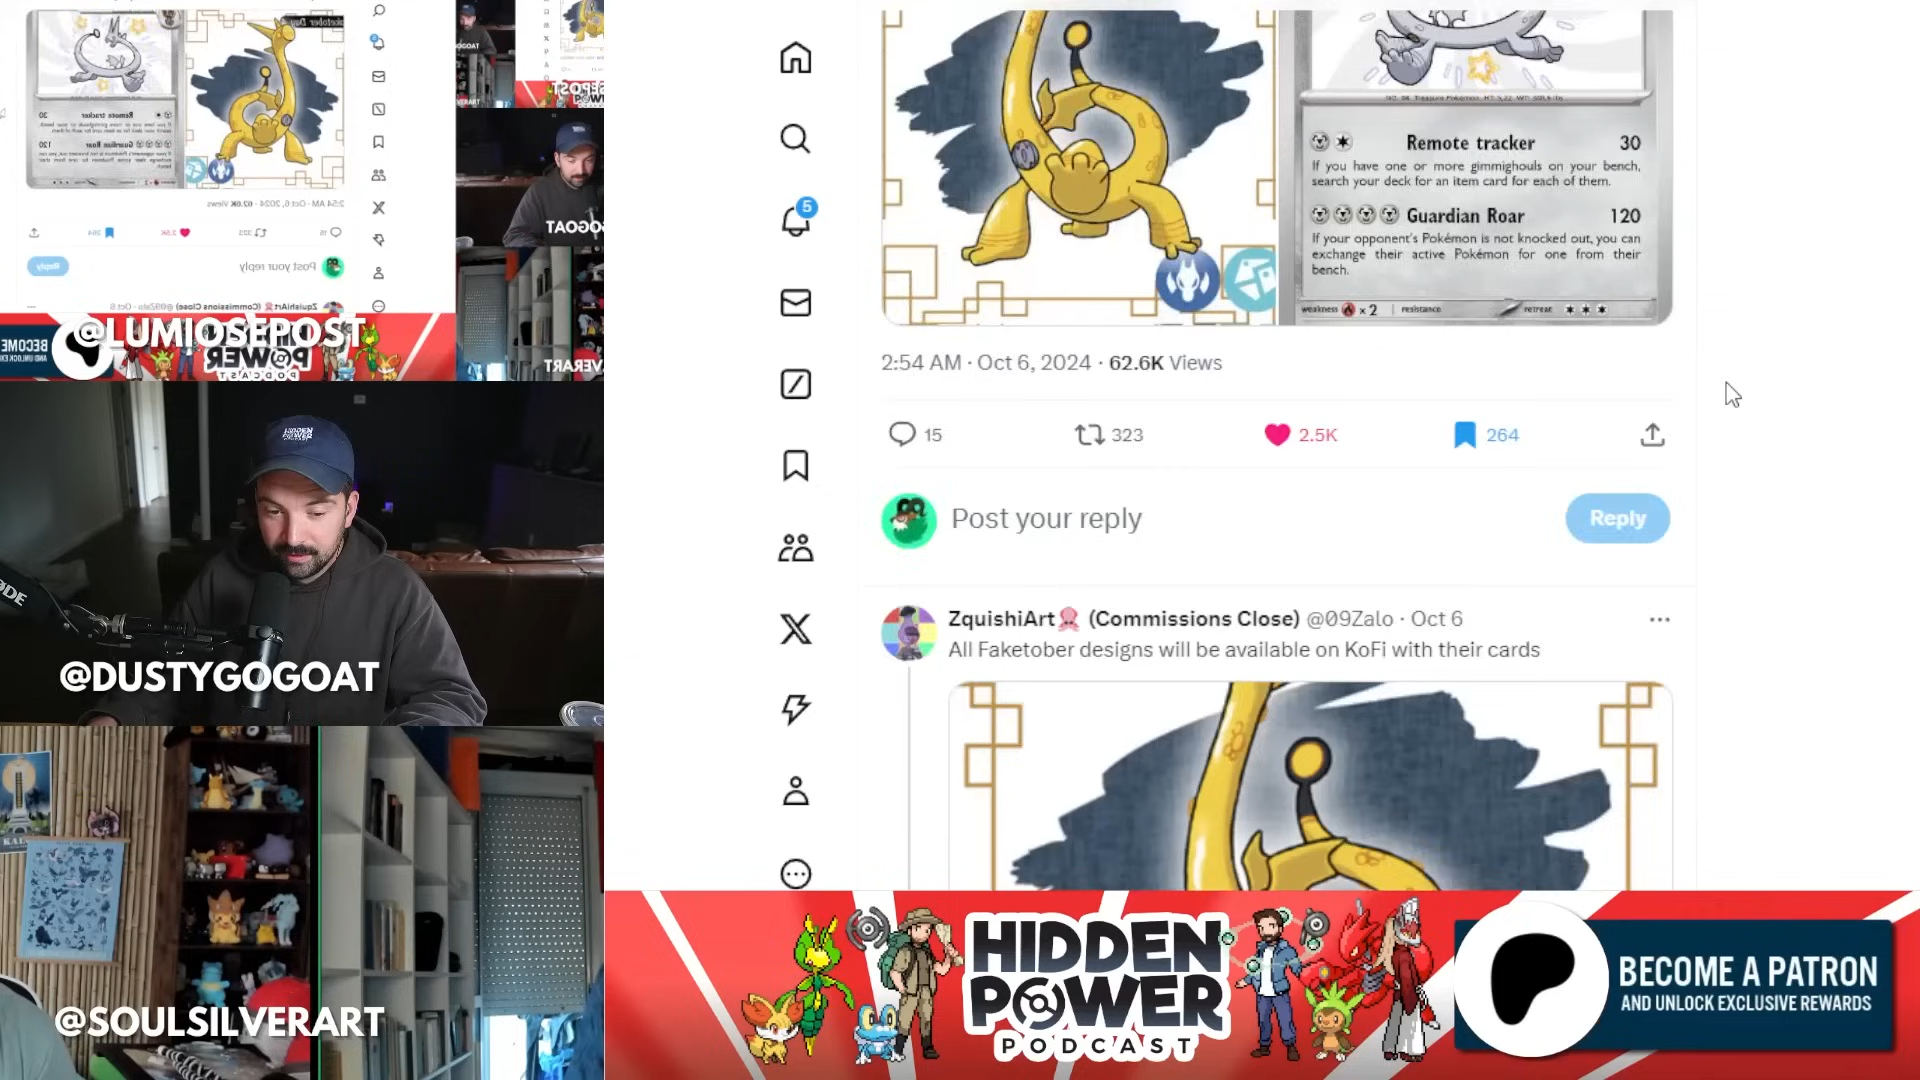 @LUMIOSEPOST
@DUSTYGOGOAT
@SOULSILVERART
5
NO. 06. Treasure Pokémon.
Remote tracker 30
If you have one or more gimmighouls on your bench,
search your deck for an item card for each of them.
Guardian Roar 120
If your opponent's Pokémon is not knocked out, you can
exchange their active Pokémon for one from their
bench.
weakness × 2 resistance retreat
2:54 AM · Oct 6, 2024 · 62.6K Views
15 323 2.5K 264
Post your reply
Reply
ZquishiArt (Commissions Close) @09Zalo · Oct 6
All Faketober designs will be available on KoFi with their cards
HIDDEN
POWER
PODCAST
BECOME A PATRON
AND UNLOCK EXCLUSIVE REWARDS